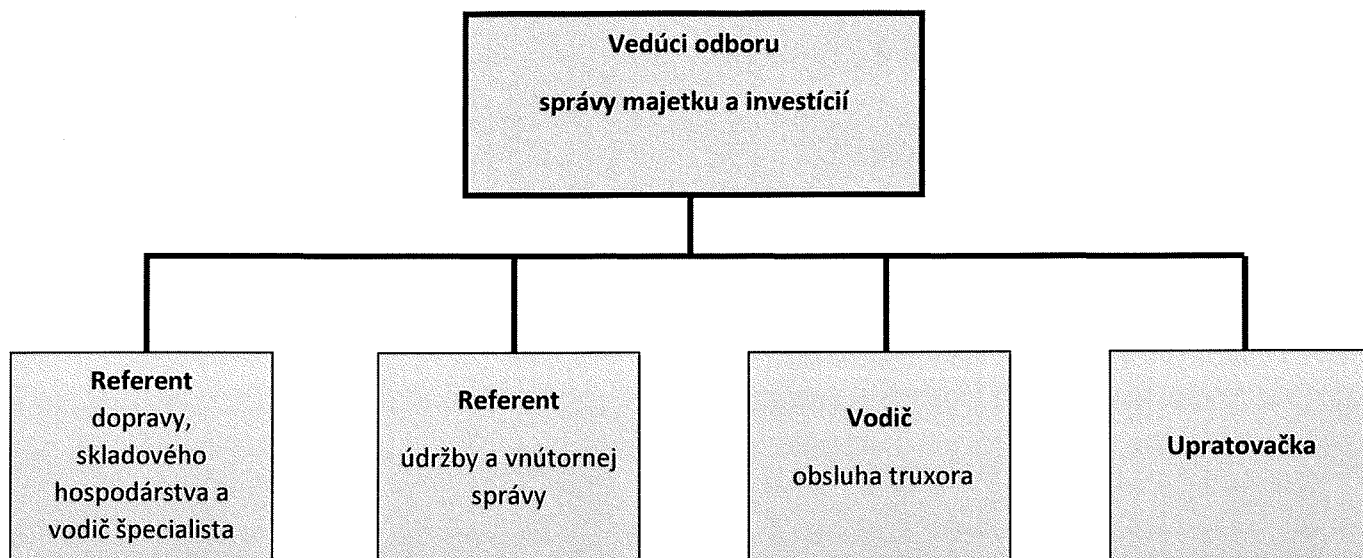 Vedúci odboru
správy majetku a investícií
Referent
dopravy,
skladového
hospodárstva a
vodič špecialista
Referent
údržby a vnútornej
správy
Vodič
obsluha truxora
Upratovačka